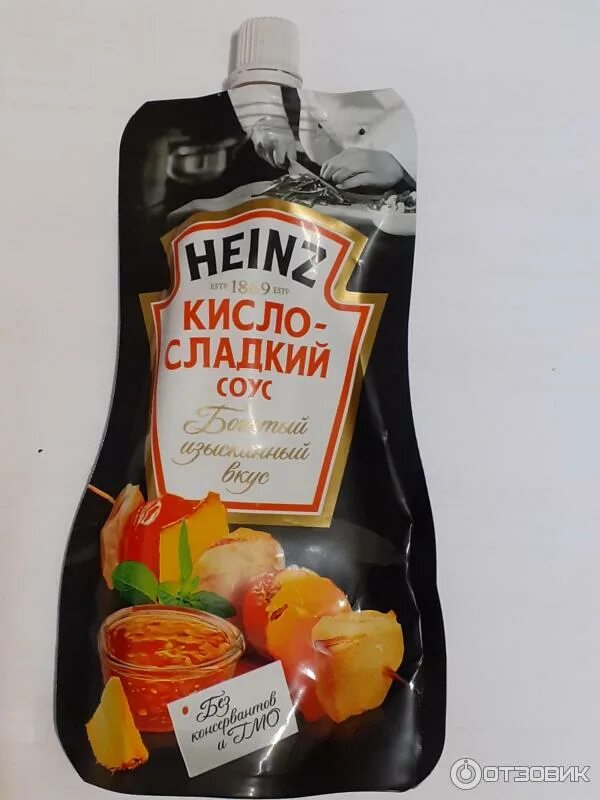 HEINZ
ESTD 1869 ESTD
КИСЛО-
СЛАДКИЙ
СОУС
Богатый
изысканный
вкус
Без
консервантов
и ГМО
ОТЗОВИК